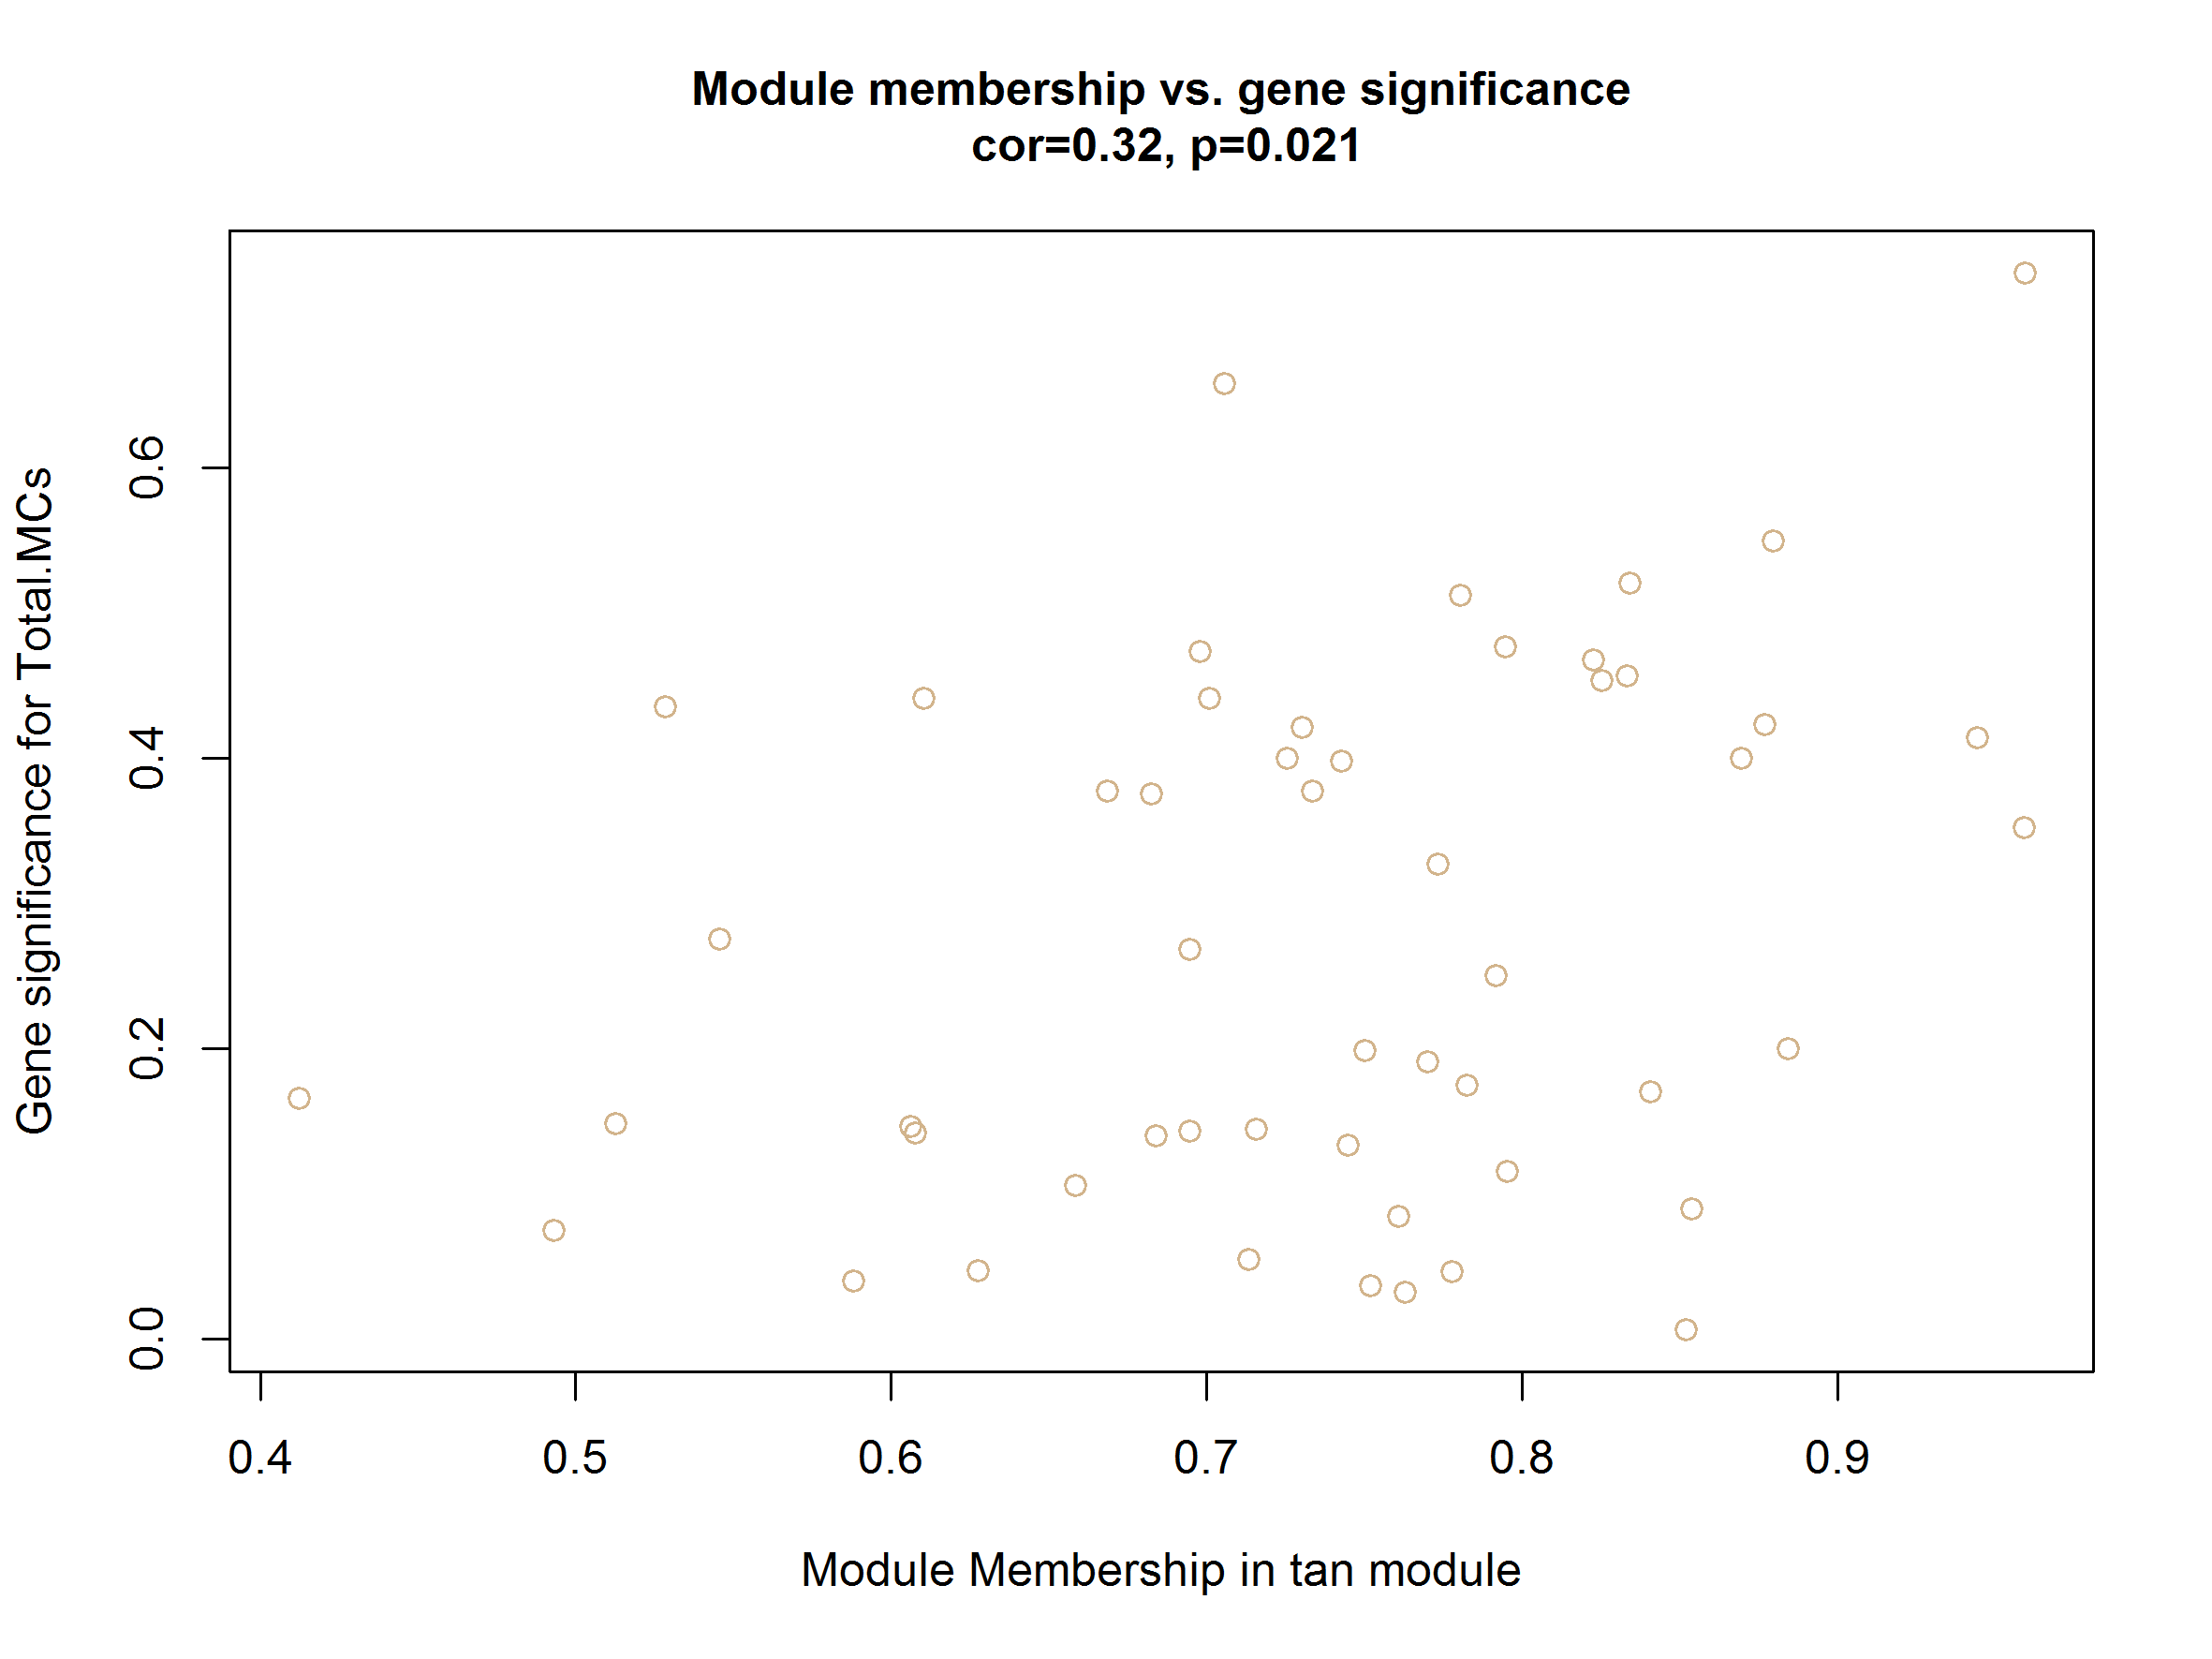 Module membership vs. gene significance
cor=0.32, p=0.021
Gene significance for Total.MCs
0.6
0.4
0.2
0.0
0.4 0.5 0.6 0.7 0.8 0.9
Module Membership in tan module